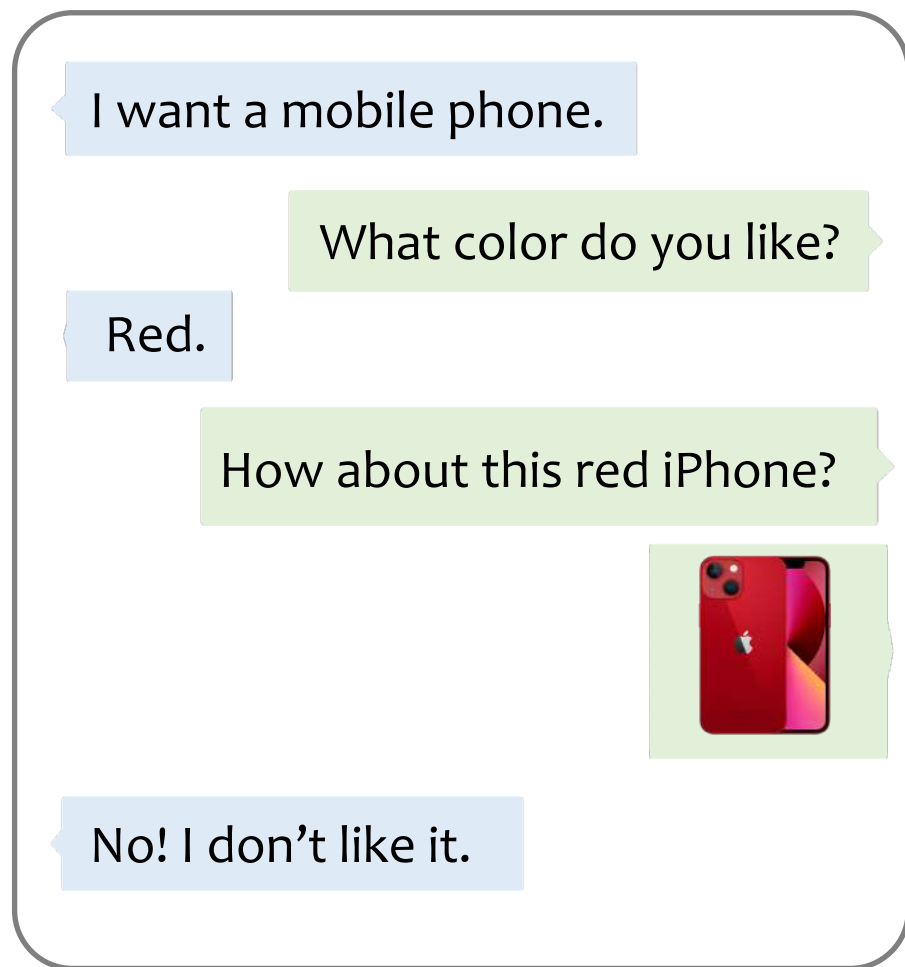 I want a mobile phone.
What color do you like?
Red.
How about this red iPhone?
No! I don’t like it.